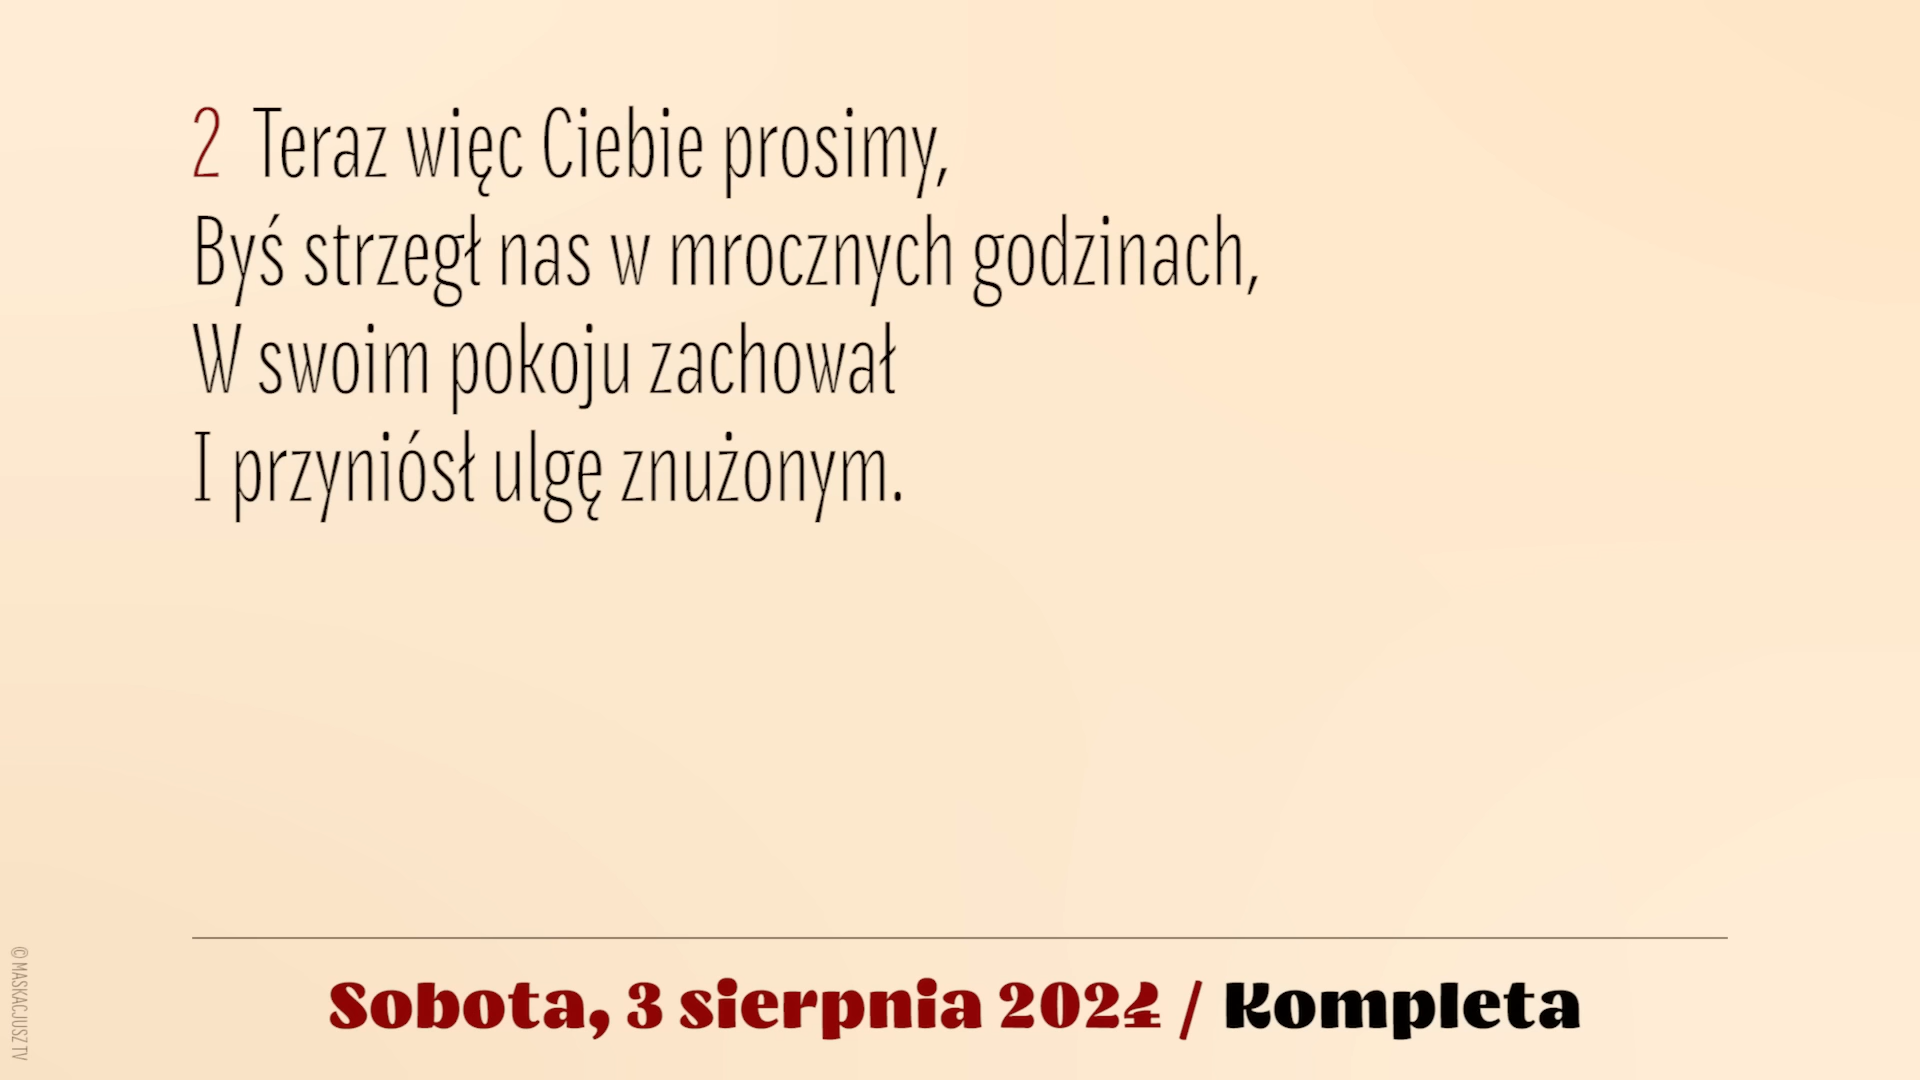 2 Teraz więc Ciebie prosimy,
Byś strzegł nas w mrocznych godzinach,
W swoim pokoju zachował
I przyniósł ulgę znużonym.
Sobota, 3 sierpnia 2024 / Kompleta
© MASKACJUSZ TV